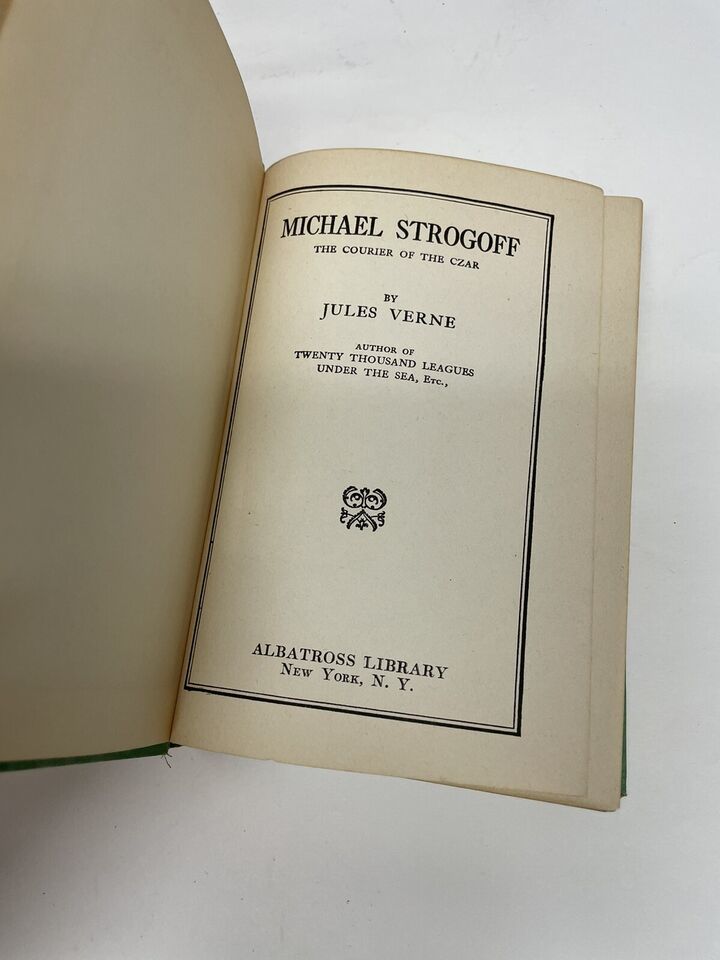 MICHAEL STROGOFF
THE COURIER OF THE CZAR
BY
JULES VERNE
AUTHOR OF
TWENTY THOUSAND LEAGUES
UNDER THE SEA, ETC.,
ALBATROSS LIBRARY
NEW YORK, N. Y.